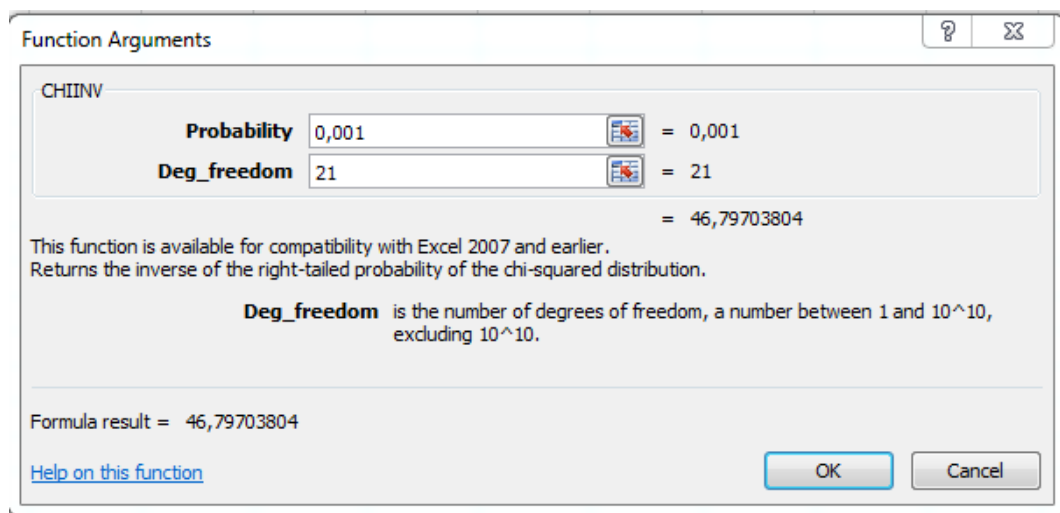 Function Arguments
CHIINV
Probability 0,001 = 0,001
Deg_freedom 21 = 21
= 46,79703804
This function is available for compatibility with Excel 2007 and earlier.
Returns the inverse of the right-tailed probability of the chi-squared distribution.
Deg_freedom is the number of degrees of freedom, a number between 1 and 10^10,
excluding 10^10.
Formula result = 46,79703804
Help on this function OK Cancel